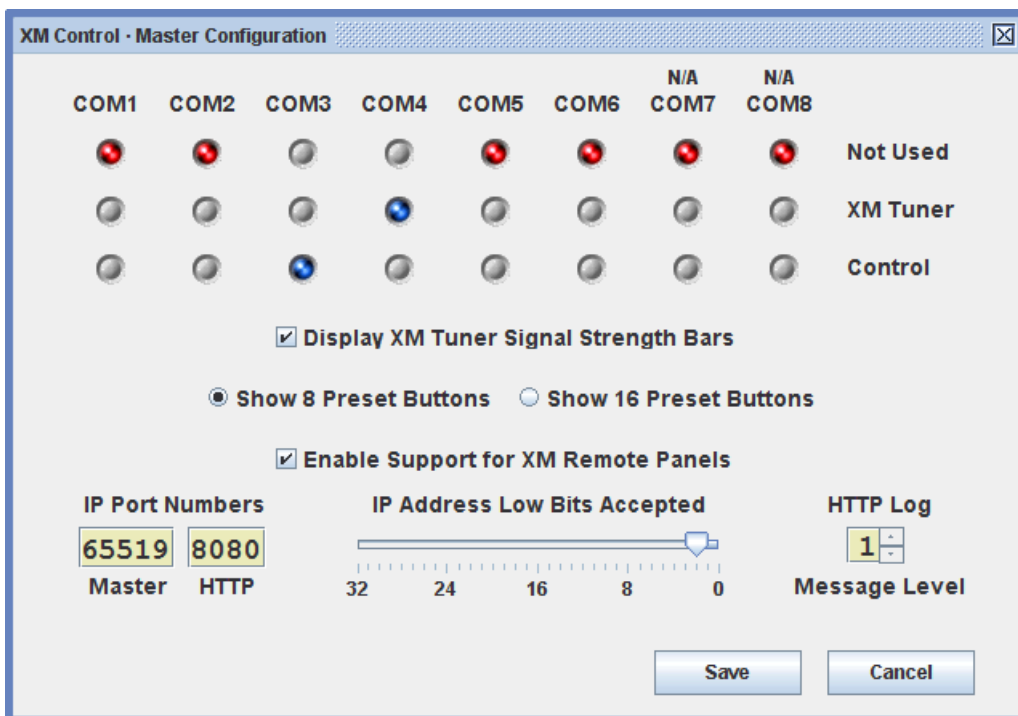 XM Control - Master Configuration
N/A N/A
COM1 COM2 COM3 COM4 COM5 COM6 COM7 COM8
Not Used
XM Tuner
Control
Display XM Tuner Signal Strength Bars
Show 8 Preset Buttons Show 16 Preset Buttons
Enable Support for XM Remote Panels
IP Port Numbers IP Address Low Bits Accepted HTTP Log
65519 8080 1
Master HTTP 32 24 16 8 0 Message Level
Save Cancel